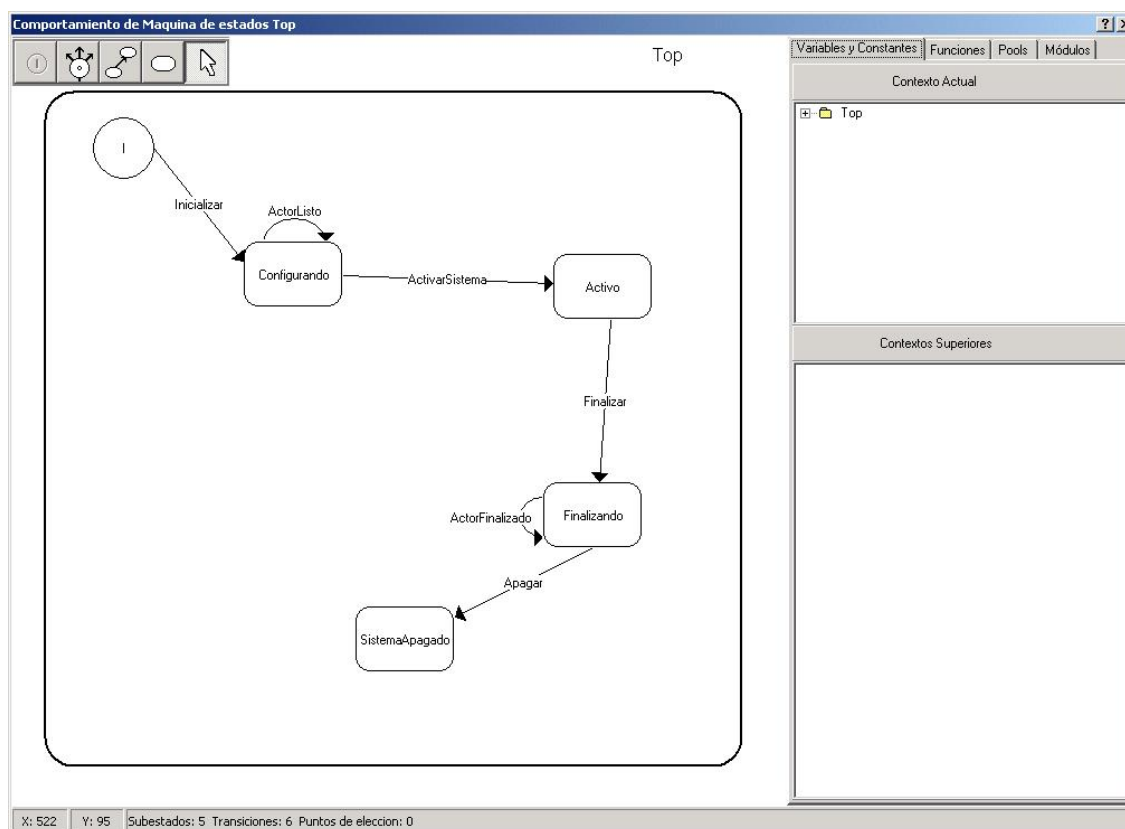 Comportamiento de Maquina de estados Top
Top
Variables y Constantes Funciones Pools Módulos
Contexto Actual
Top
I
Inicializar
ActorListo
Configurando
ActivarSistema
Activo
Contextos Superiores
Finalizar
ActorFinalizado
Finalizando
Apagar
SistemaApagado
X: 522 Y: 95 Subestados: 5 Transiciones: 6 Puntos de eleccion: 0